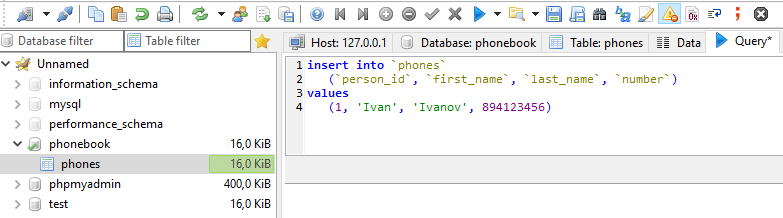 Database filter
Table filter
Host: 127.0.0.1
Database: phonebook
Table: phones
Data
Query*
Unnamed
information_schema
mysql
performance_schema
phonebook 16,0 KiB
phones 16,0 KiB
phpmyadmin 400,0 KiB
test 16,0 KiB
1 insert into `phones`
2 (`person_id`, `first_name`, `last_name`, `number`)
3 values
4 (1, 'Ivan', 'Ivanov', 894123456)